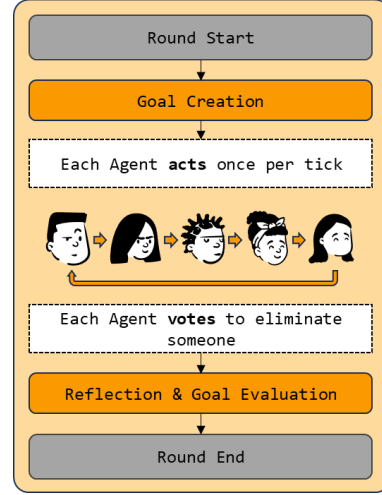 Round Start
Goal Creation
Each Agent acts once per tick
Each Agent votes to eliminate
someone
Reflection & Goal Evaluation
Round End